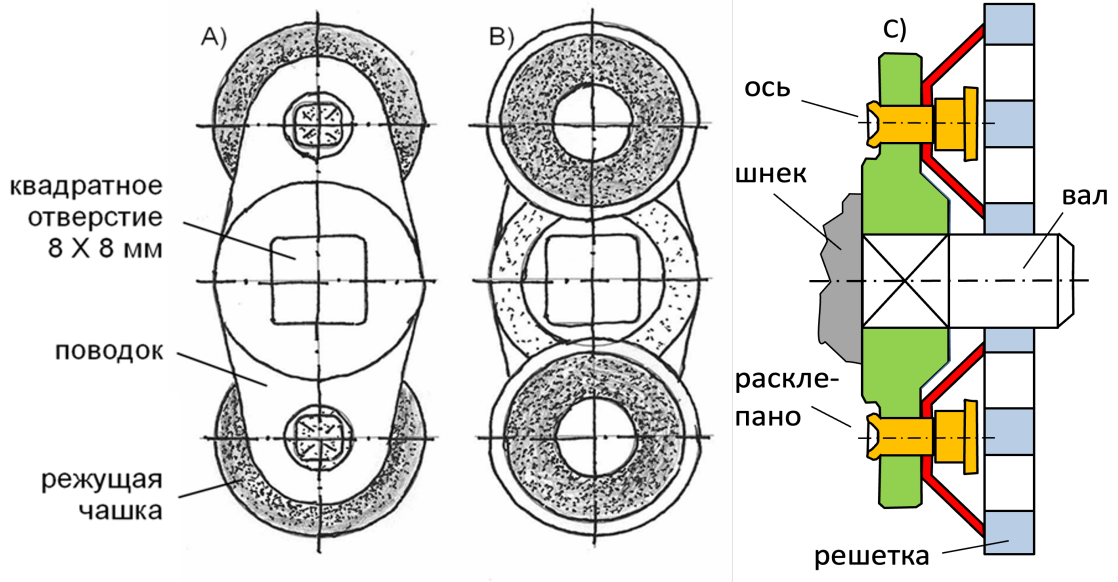 A)
B)
C)
квадратное
отверстие
8 Х 8 мм
поводок
режущая
чашка
ось
шнек
вал
раскле-
пано
решетка